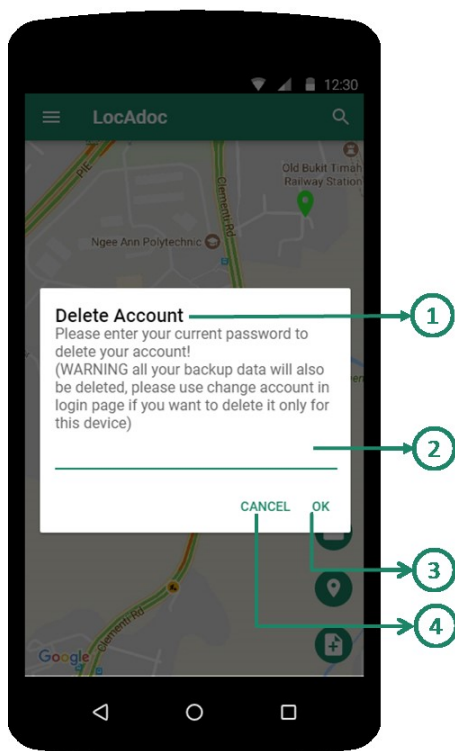 12:30
LocAdoc
Old Bukit Timah
Railway Station
PIE
Clementi Rd
Ngee Ann Polytechnic
Clementi Rd
Delete Account
1
Please enter your current password to
delete your account!
(WARNING all your backup data will also
be deleted, please use change account in
login page if you want to delete it only for
this device)
2
CANCEL OK
3
4
Clementi Rd
Google